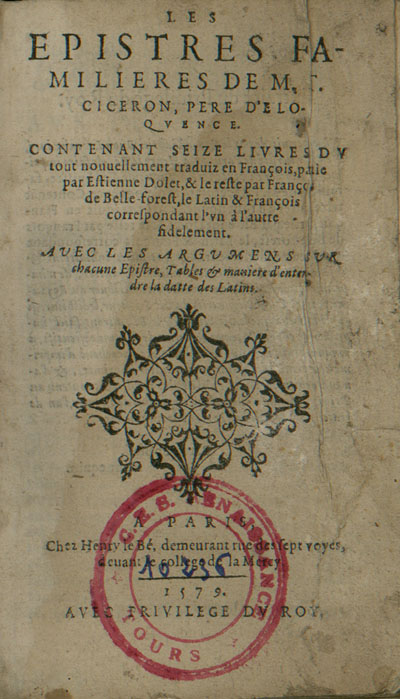 LES
EPISTRES FA-
MILIERES DE M. T.
CICERON, PERE D'ELO-
QVENCE.
CONTENANT SEIZE LIVRES DV
tout nouuellement traduiz en François, partie
par Estienne Dolet, & le reste par
de Belle-forest, le Latin & François
correspondant l'vn à l'autre
fidelement.
AVEC LES ARGVMENS SVR
chacune Epistre, Tables & maniere d'enten-
dre la datte des Latins.
A PARIS
Chez Henry le Bé, demeurant rue des sept voyes,
deuant le college de la Mercy.
1579.
AVEC PRIVILEGE DV ROY.
C.E.S. RENAISSANCE
TOURS
10 236